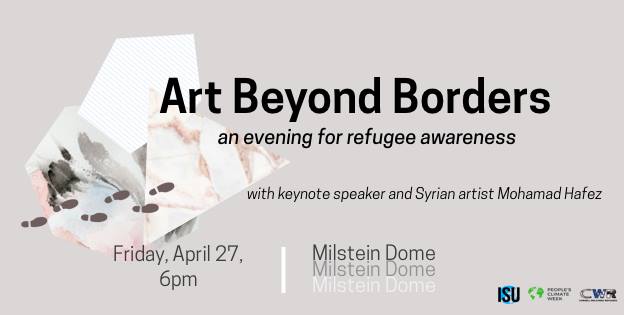 Art Beyond Borders
an evening for refugee awareness
with keynote speaker and Syrian artist Mohamad Hafez
Friday, April 27,
6pm
Milstein Dome
Milstein Dome
Milstein Dome
ISU
PEOPLE'S
CLIMATE
WEEK
CWR